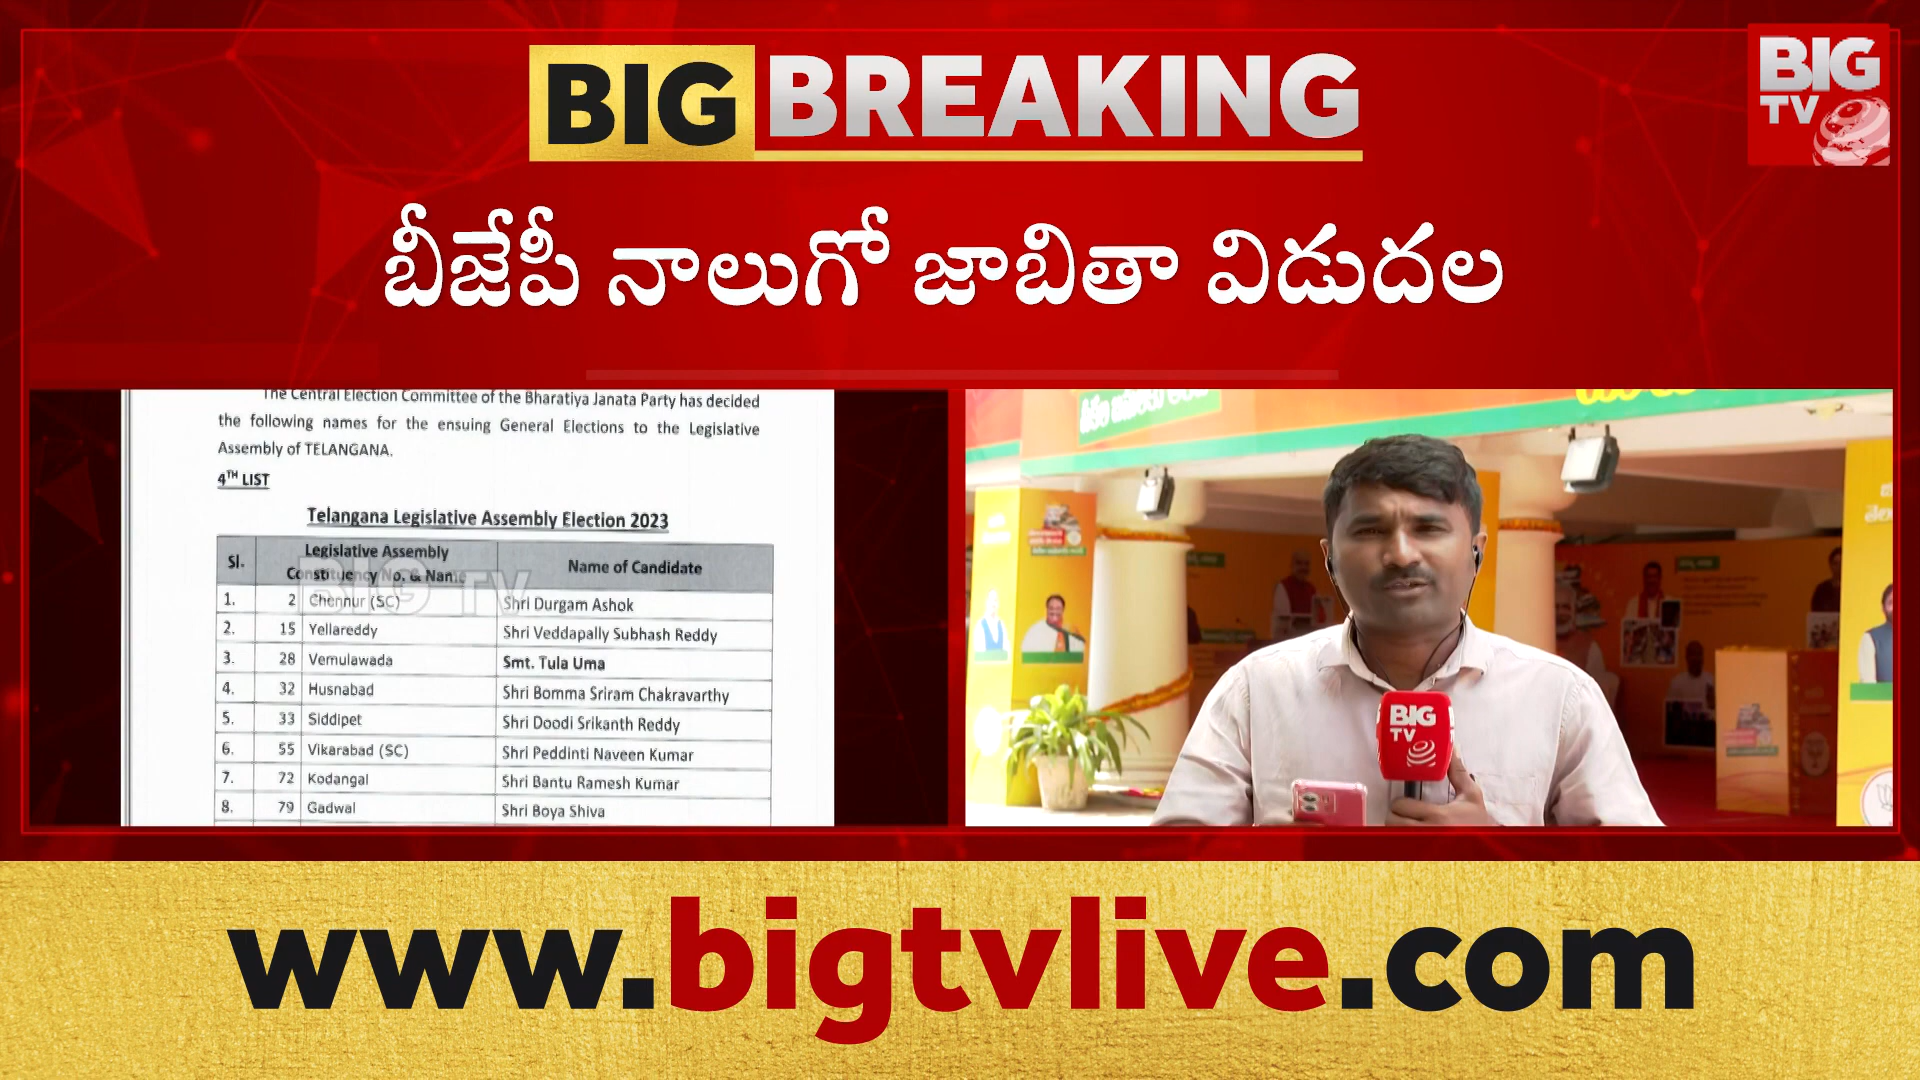 BIG BREAKING
BIG
TV
బీజేపీ నాలుగో జాబితా విడుదల
The Central Election Committee of the Bharatiya Janata Party has decided
the following names for the ensuing General Elections to the Legislative
Assembly of TELANGANA.
4TH LIST
Telangana Legislative Assembly Election 2023
Sl. Legislative Assembly Constituency No. & Name Name of Candidate
1. 2 Chennur (SC) Shri Durgam Ashok
2. 15 Yellareddy Shri Veddapally Subhash Reddy
3. 28 Vemulawada Smt. Tula Uma
4. 32 Husnabad Shri Bomma Sriram Chakravarthy
5. 33 Siddipet Shri Doodi Srikanth Reddy
6. 55 Vikarabad (SC) Shri Peddinti Naveen Kumar
7. 72 Kodangal Shri Bantu Ramesh Kumar
8. 79 Gadwal Shri Boya Shiva
BIG TV
BIG
TV
www.bigtvlive.com